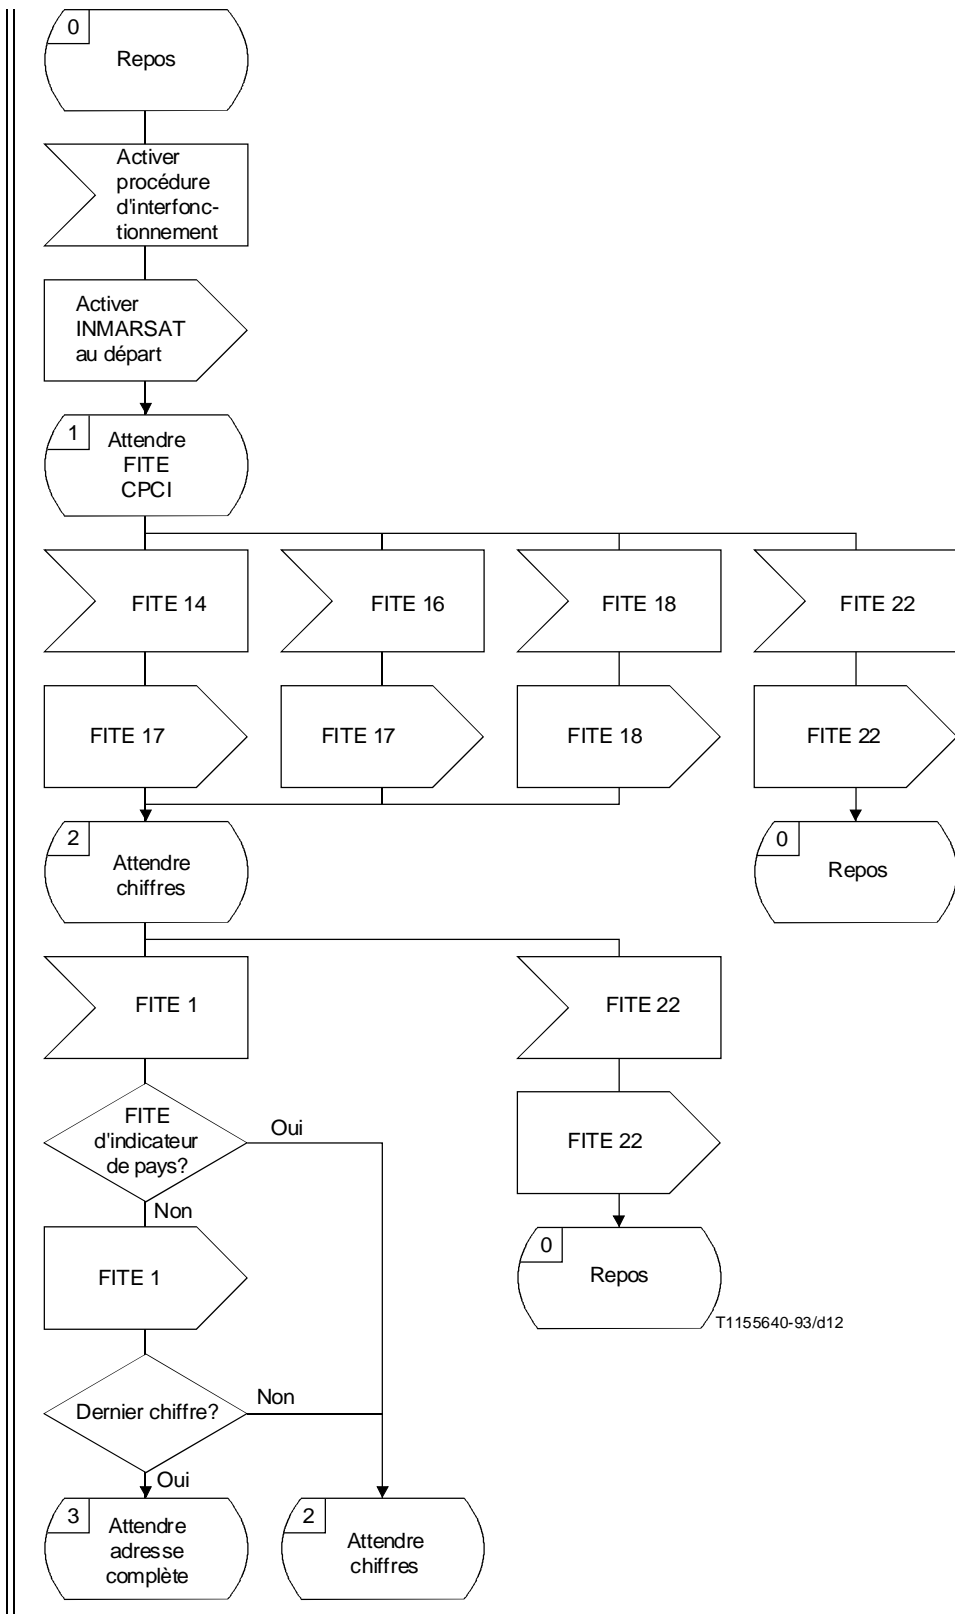 0
Repos
Activer
procédure
d'interfonc-
tionnement
Activer
INMARSAT
au départ
1
Attendre
FITE
CPCI
FITE 14
FITE 16
FITE 18
FITE 22
FITE 17
FITE 17
FITE 18
FITE 22
2
Attendre
chiffres
0
Repos
FITE 1
FITE 22
FITE
d'indicateur
de pays?
Oui
Non
FITE 22
FITE 1
0
Repos
T1155640-93/d12
Dernier chiffre?
Non
Oui
3
Attendre
adresse
complète
2
Attendre
chiffres